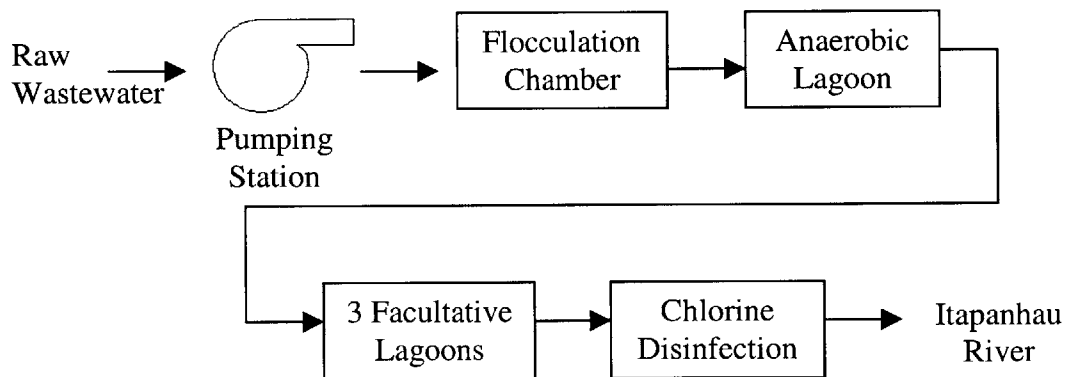 Raw
Wastewater
Pumping
Station
Flocculation
Chamber
Anaerobic
Lagoon
3 Facultative
Lagoons
Chlorine
Disinfection
Itapanhau
River